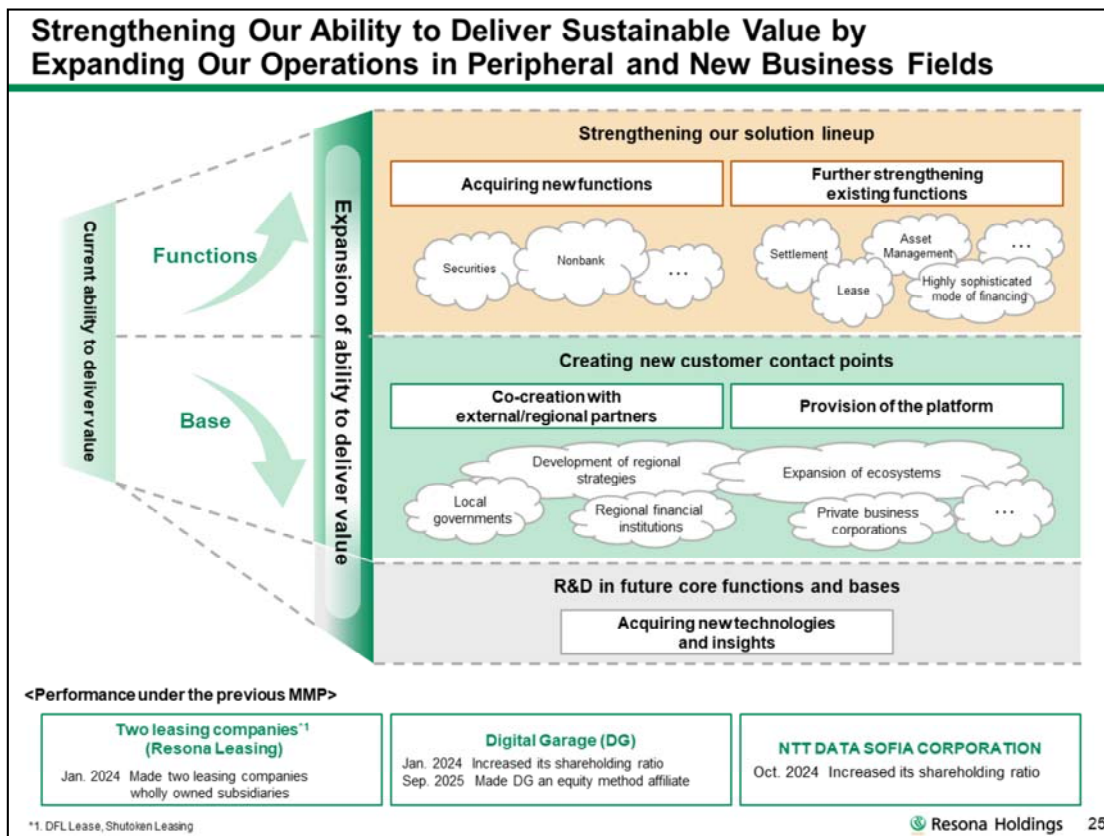 Strengthening Our Ability to Deliver Sustainable Value by
Expanding Our Operations in Peripheral and New Business Fields
Current ability to deliver value
Functions
Base
Expansion of ability to deliver value
Strengthening our solution lineup
Acquiring new functions
Further strengthening
existing functions
Securities
Nonbank
...
Settlement
Lease
Asset
Management
...
Highly sophisticated
mode of financing
Creating new customer contact points
Co-creation with
external/regional partners
Provision of the platform
Development of regional
strategies
Expansion of ecosystems
Local
governments
Regional financial
institutions
Private business
corporations
...
R&D in future core functions and bases
Acquiring new technologies
and insights
<Performance under the previous MMP>
Two leasing companies*1
(Resona Leasing)
Jan. 2024 Made two leasing companies
wholly owned subsidiaries
Digital Garage (DG)
Jan. 2024 Increased its shareholding ratio
Sep. 2025 Made DG an equity method affiliate
NTT DATA SOFIA CORPORATION
Oct. 2024 Increased its shareholding ratio
*1. DFL Lease, Shutoken Leasing
Resona Holdings 25